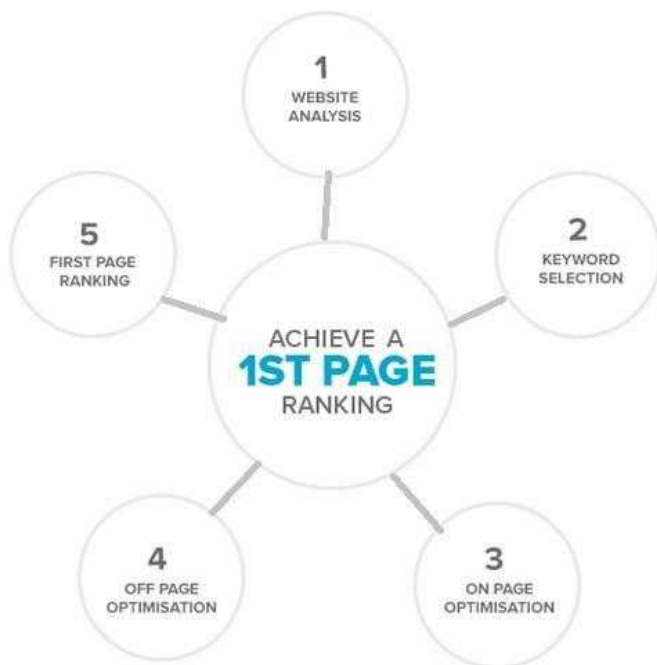 1
WEBSITE
ANALYSIS
2
KEYWORD
SELECTION
3
ON PAGE
OPTIMISATION
4
OFF PAGE
OPTIMISATION
5
FIRST PAGE
RANKING
ACHIEVE A
1ST PAGE
RANKING